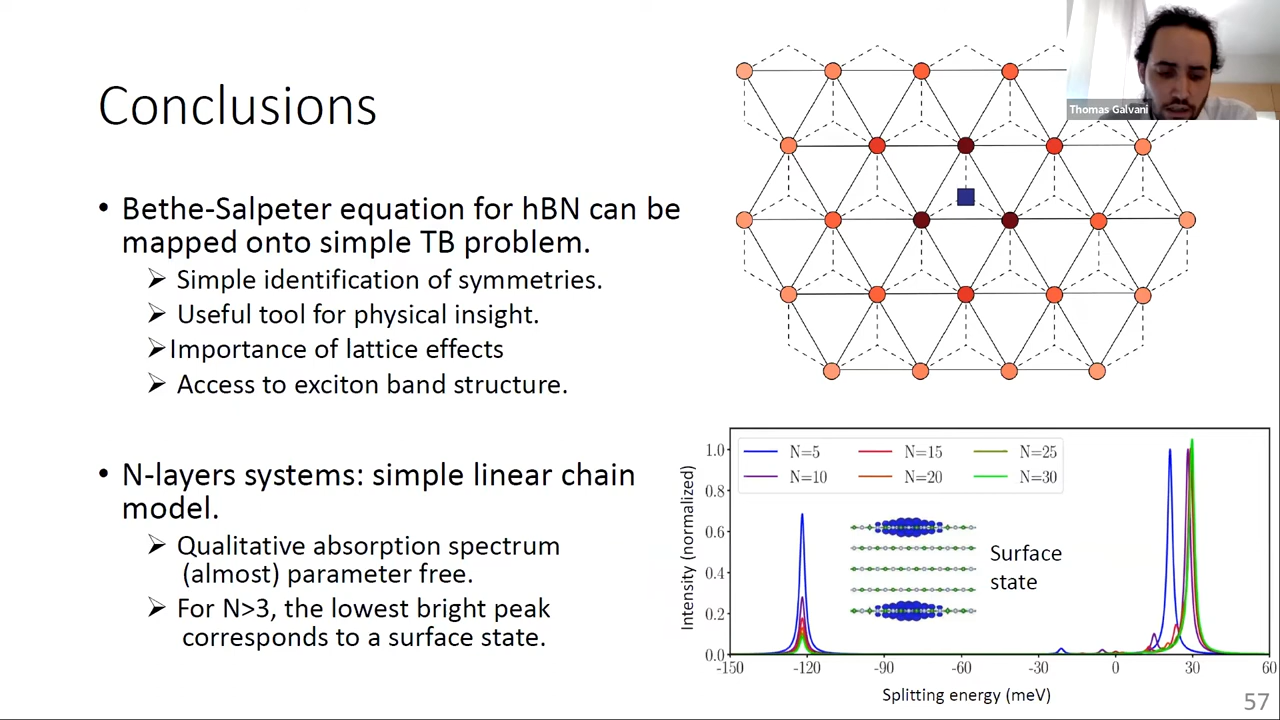 Thomas Galvani
Conclusions
• Bethe-Salpeter equation for hBN can be
mapped onto simple TB problem.
➢ Simple identification of symmetries.
➢ Useful tool for physical insight.
➢Importance of lattice effects
➢ Access to exciton band structure.
• N-layers systems: simple linear chain
model.
➢ Qualitative absorption spectrum
(almost) parameter free.
➢ For N>3, the lowest bright peak
corresponds to a surface state.
Intensity (normalized)
1.0
0.8
0.6
0.4
0.2
0.0
N=5 N=15 N=25
N=10 N=20 N=30
Surface
state
-150 -120 -90 -60 -30 0 30 60
Splitting energy (meV)
57